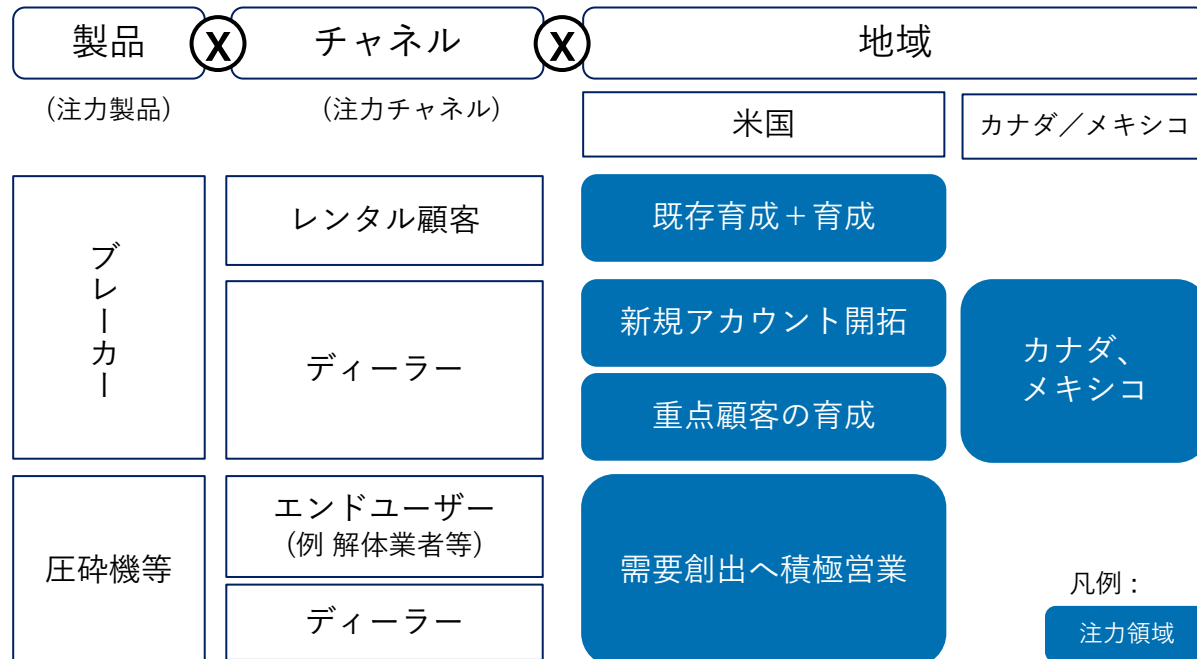 製品
X
チャネル
X
地域
(注力製品)
(注力チャネル)
米国
カナダ／メキシコ
ブレーカー
レンタル顧客
既存育成＋育成
ディーラー
新規アカウント開拓
重点顧客の育成
カナダ、
メキシコ
圧砕機等
エンドユーザー
(例 解体業者等)
ディーラー
需要創出へ積極営業
凡例：
注力領域